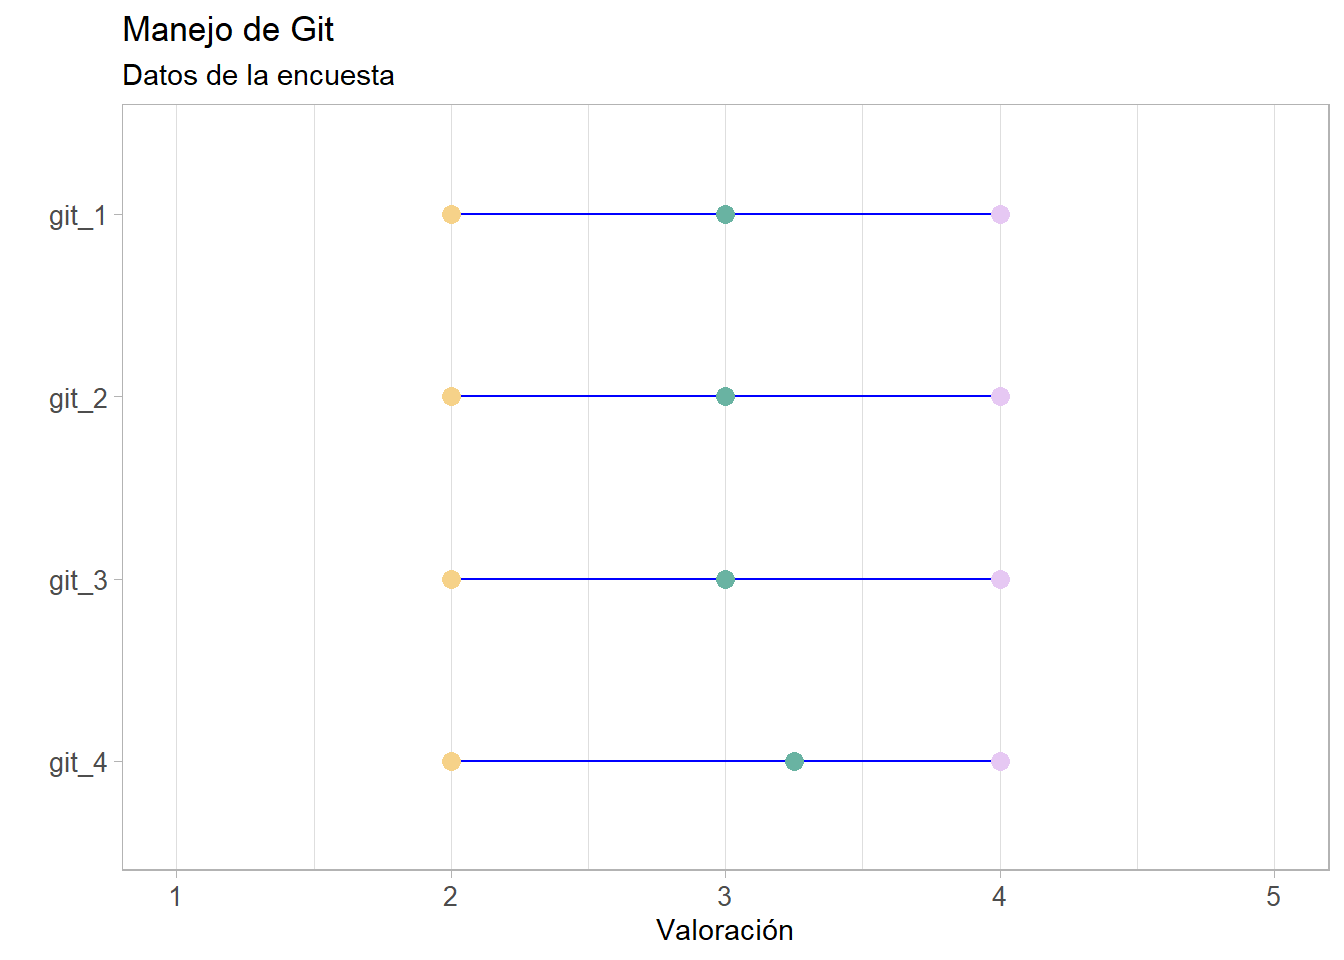 Manejo de Git
Datos de la encuesta
git_1
git_2
git_3
git_4
1 2 3 4 5
Valoración